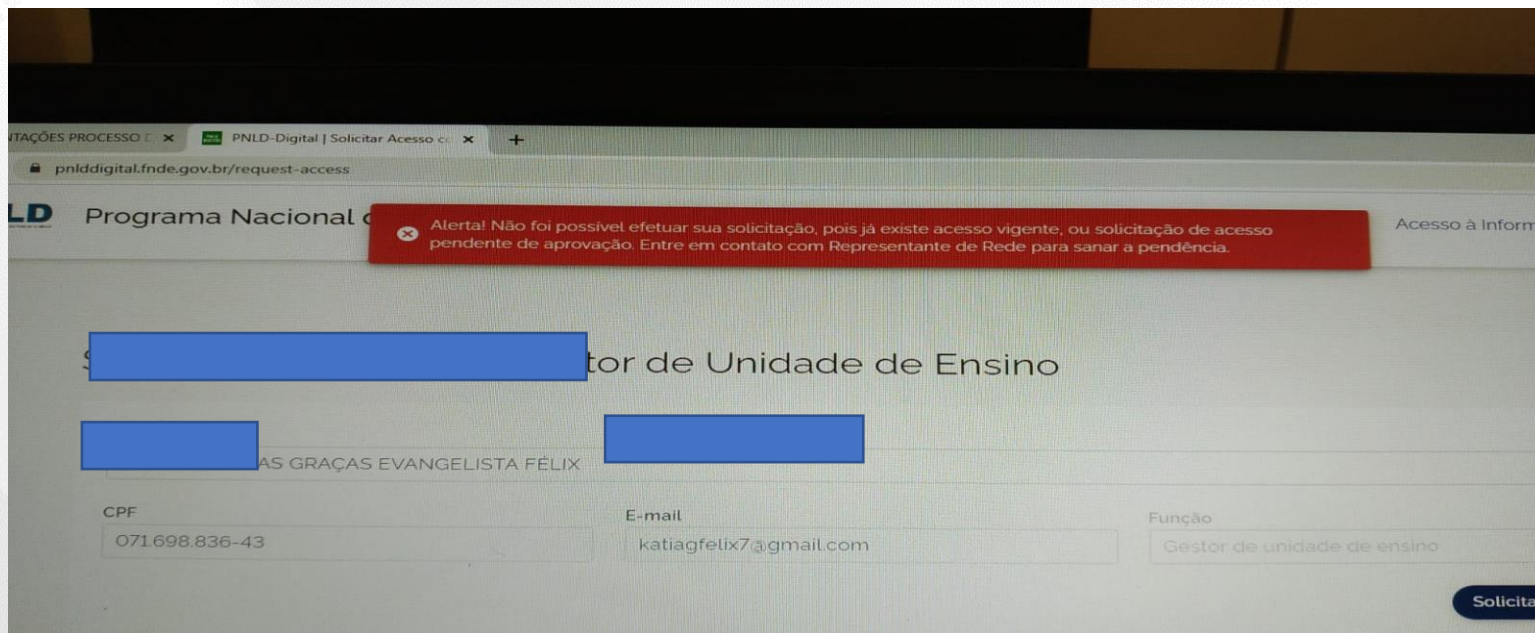 NTAÇÕES PROCESSO
PNLD-Digital | Solicitar Acesso
pnlddigital.fnde.gov.br/request-access
LD Programa Nacional
Alerta! Não foi possível efetuar sua solicitação, pois já existe acesso vigente, ou solicitação de acesso
pendente de aprovação. Entre em contato com Representante de Rede para sanar a pendência.
Acesso à Inform
tor de Unidade de Ensino
AS GRAÇAS EVANGELISTA FÉLIX
CPF
071.698.836-43
E-mail
katiagfelix7@gmail.com
Função
Gestor de unidade de ensino
Solicita